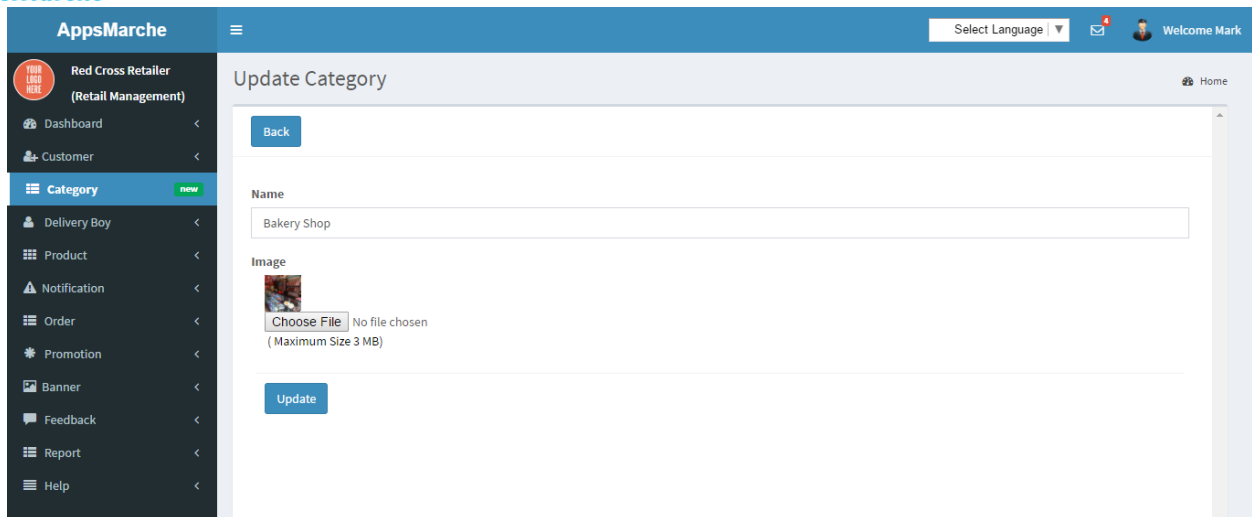 AppsMarche
Select Language
4
Welcome Mark
YOUR
LOGO
HERE
Red Cross Retailer
(Retail Management)
Update Category
Home
Dashboard
Back
Customer
Category
new
Name
Delivery Boy
Bakery Shop
Product
Image
Notification
Order
Choose File No file chosen
( Maximum Size 3 MB)
Promotion
Banner
Update
Feedback
Report
Help